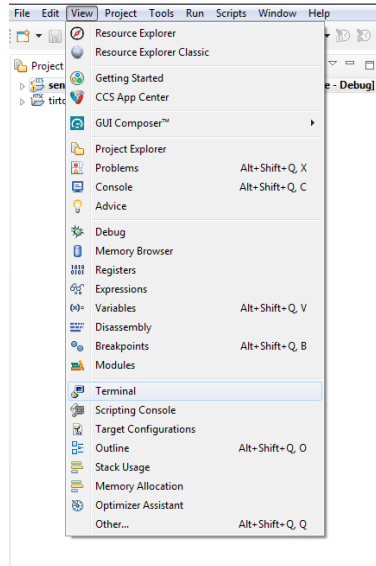 File Edit View Project Tools Run Scripts Window Help
Resource Explorer
Resource Explorer Classic
Project
Getting Started
sen
e - Debug]
CCS App Center
tirto
GUI Composer™
Project Explorer
Problems Alt+Shift+Q, X
Console Alt+Shift+Q, C
Advice
Debug
Memory Browser
Registers
Expressions
Variables Alt+Shift+Q, V
Disassembly
Breakpoints Alt+Shift+Q, B
Modules
Terminal
Scripting Console
Target Configurations
Outline Alt+Shift+Q, O
Stack Usage
Memory Allocation
Optimizer Assistant
Other... Alt+Shift+Q, Q